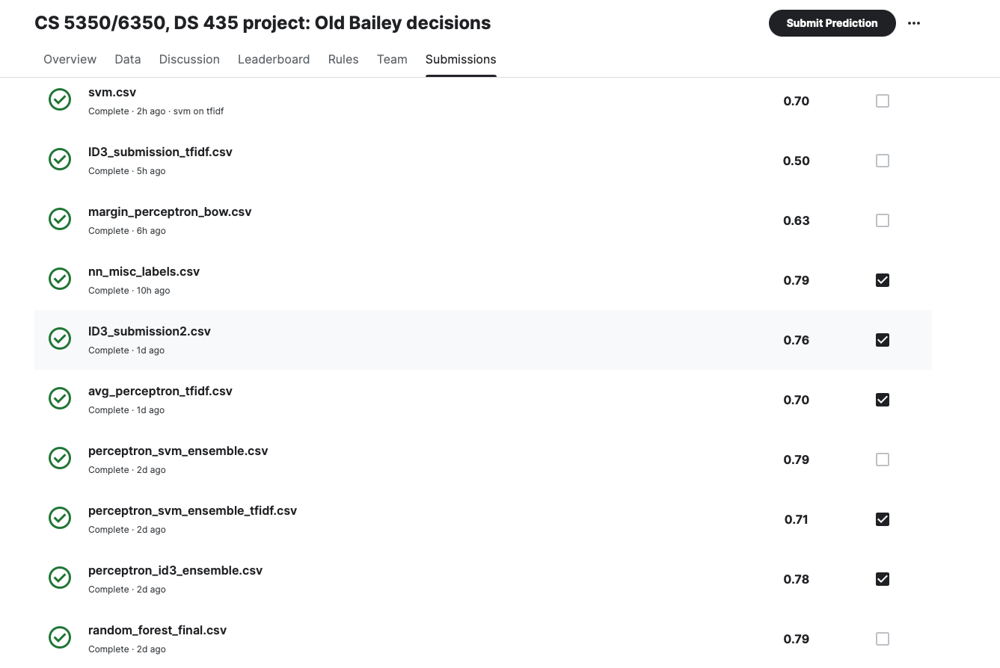 CS 5350/6350, DS 435 project: Old Bailey decisions
Submit Prediction
Overview Data Discussion Leaderboard Rules Team Submissions
svm.csv
Complete · 2h ago · svm on tfidf
0.70
ID3_submission_tfidf.csv
Complete · 5h ago
0.50
margin_perceptron_bow.csv
Complete · 6h ago
0.63
nn_misc_labels.csv
Complete · 10h ago
0.79
ID3_submission2.csv
Complete · 1d ago
0.76
avg_perceptron_tfidf.csv
Complete · 1d ago
0.70
perceptron_svm_ensemble.csv
Complete · 2d ago
0.79
perceptron_svm_ensemble_tfidf.csv
Complete · 2d ago
0.71
perceptron_id3_ensemble.csv
Complete · 2d ago
0.78
random_forest_final.csv
Complete · 2d ago
0.79